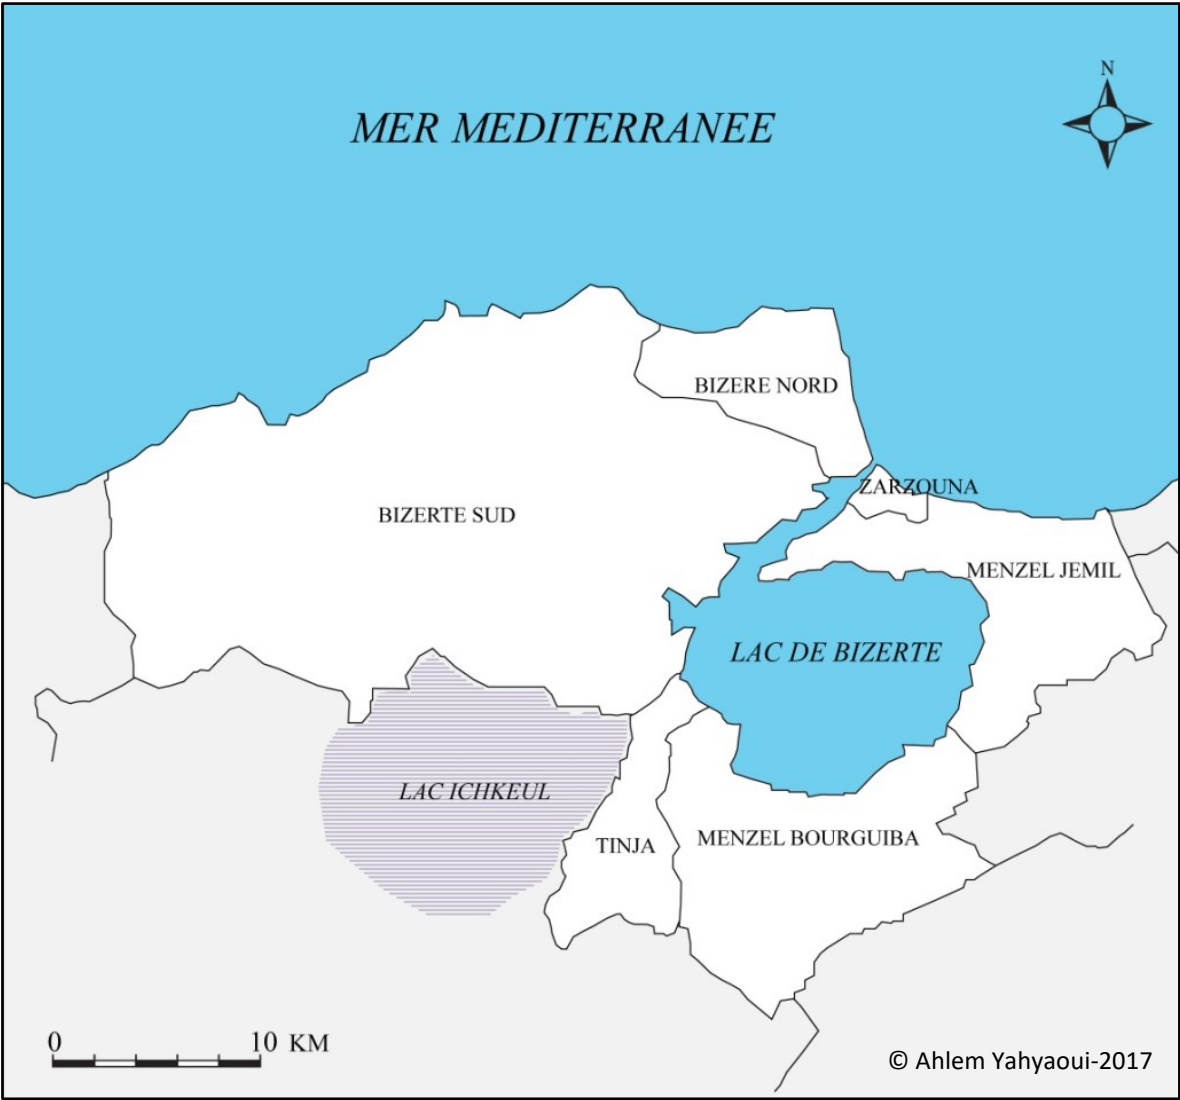 N
MER MEDITERRANEE
BIZERE NORD
ZARZOUNA
BIZERTE SUD
MENZEL JEMIL
LAC DE BIZERTE
LAC ICHKEUL
TINJA
MENZEL BOURGUIBA
0 10 KM
© Ahlem Yahyaoui-2017